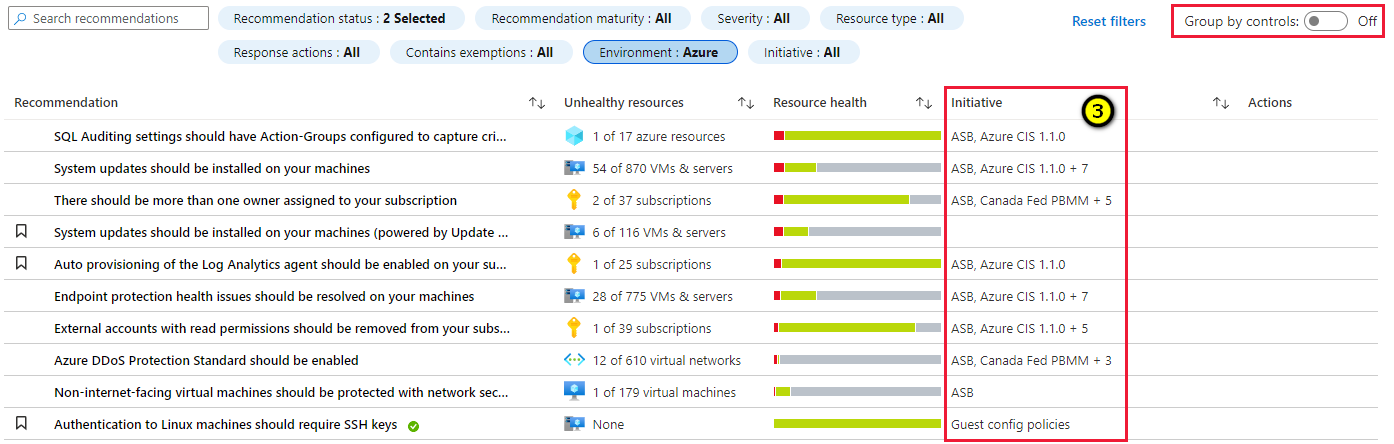 Search recommendations
Recommendation status : 2 Selected
Recommendation maturity : All
Severity : All
Resource type : All
Reset filters
Group by controls: Off
Response actions : All
Contains exemptions : All
Environment : Azure
Initiative : All
Recommendation Unhealthy resources Resource health Initiative Actions
3
SQL Auditing settings should have Action-Groups configured to capture cri... 1 of 17 azure resources ASB, Azure CIS 1.1.0
System updates should be installed on your machines 54 of 870 VMs & servers ASB, Azure CIS 1.1.0 + 7
There should be more than one owner assigned to your subscription 2 of 37 subscriptions ASB, Canada Fed PBMM + 5
System updates should be installed on your machines (powered by Update ... 6 of 116 VMs & servers
Auto provisioning of the Log Analytics agent should be enabled on your su... 1 of 25 subscriptions ASB, Azure CIS 1.1.0
Endpoint protection health issues should be resolved on your machines 28 of 775 VMs & servers ASB, Azure CIS 1.1.0 + 7
External accounts with read permissions should be removed from your subs... 1 of 39 subscriptions ASB, Azure CIS 1.1.0 + 5
Azure DDoS Protection Standard should be enabled 12 of 610 virtual networks ASB, Canada Fed PBMM + 3
Non-internet-facing virtual machines should be protected with network sec... 1 of 179 virtual machines ASB
Authentication to Linux machines should require SSH keys None Guest config policies